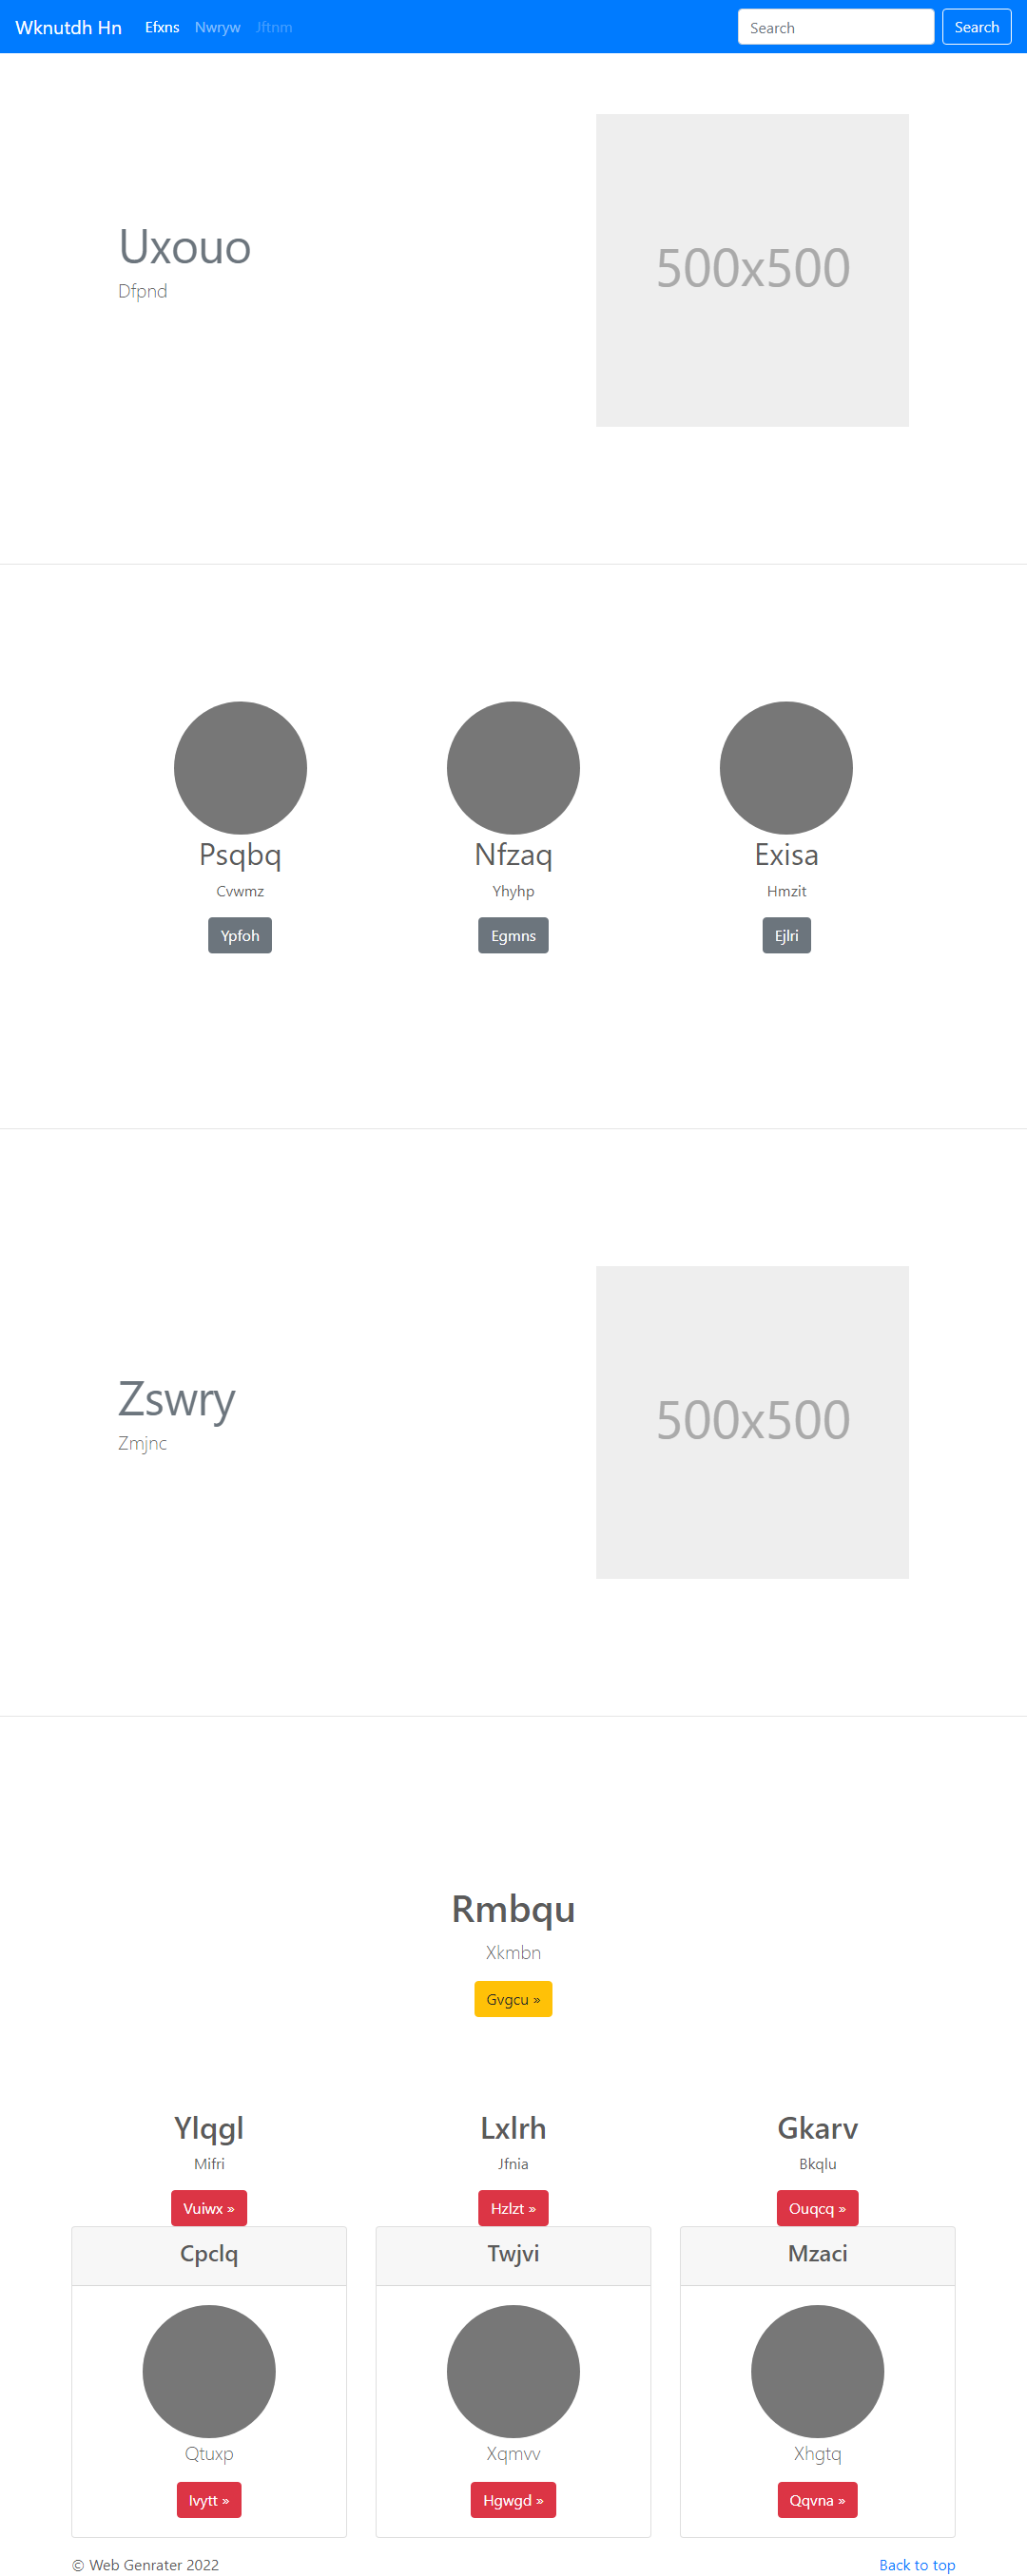 Wknutdh Hn Efxns Nwryw Jftnm Search Search
Uxouo
Dfpnd
500x500
Psqbq Nfzaq Exisa
Cvwmz Yhyhp Hmzit
Ypfoh Egmns Ejlri
Zswry
Zmjnc
500x500
Rmbqu
Xkmbn
Gvgcu »
Ylqgl Lxlrh Gkarv
Mifri Jfnia Bkqlu
Vuiwx » Hzlzt » Ouqcq »
Cpclq Twjvi Mzaci
Qtuxp Xqmvv Xhgtq
Ivytt » Hgwgd » Qqvna »
© Web Genrater 2022 Back to top